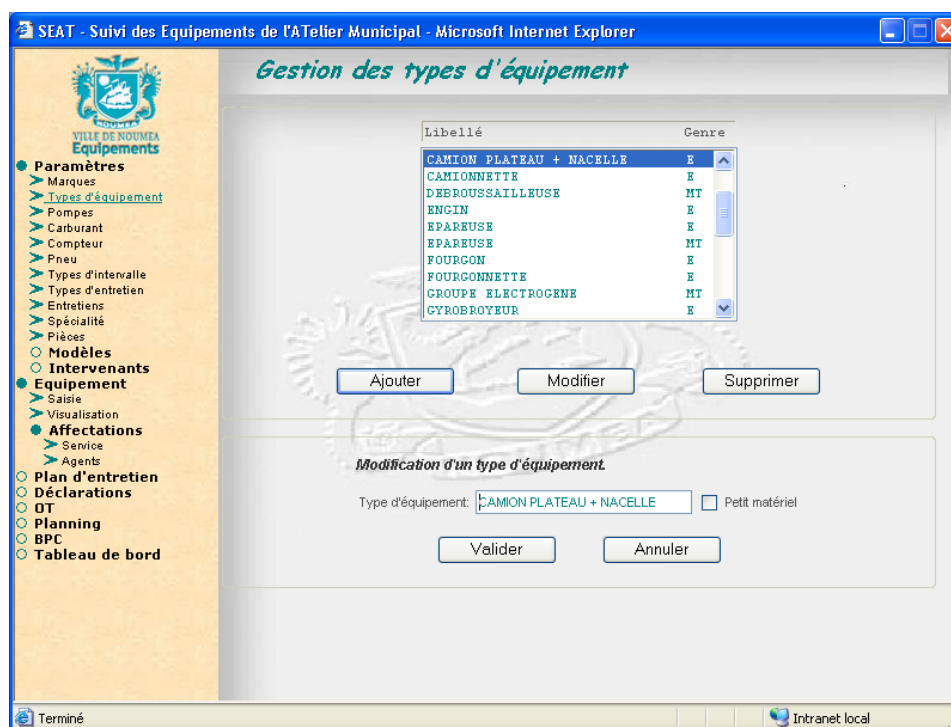 SEAT - Suivi des Equipements de l'ATelier Municipal - Microsoft Internet Explorer
Gestion des types d'équipement
NOUMEA
VILLE DE NOUMEA
Equipements
Paramètres
Marques
Types d'équipement
Pompes
Carburant
Compteur
Pneu
Types d'intervalle
Types d'entretien
Entretiens
Spécialité
Pièces
Modèles
Intervenants
Equipement
Saisie
Visualisation
Affectations
Service
Agents
Plan d'entretien
Déclarations
OT
Planning
BPC
Tableau de bord
Libellé Genre
CAMION PLATEAU + NACELLE E
CAMIONNETTE E
DEBROUSSAILLEUSE MT
ENGIN E
EPAREUSE E
EPAREUSE MT
FOURGON E
FOURGONNETTE E
GROUPE ELECTROGENE MT
GYROBROYEUR E
Ajouter Modifier Supprimer
NOUMEA
Modification d'un type d'équipement.
Type d'équipement: CAMION PLATEAU + NACELLE Petit matériel
Valider Annuler
Terminé Intranet local